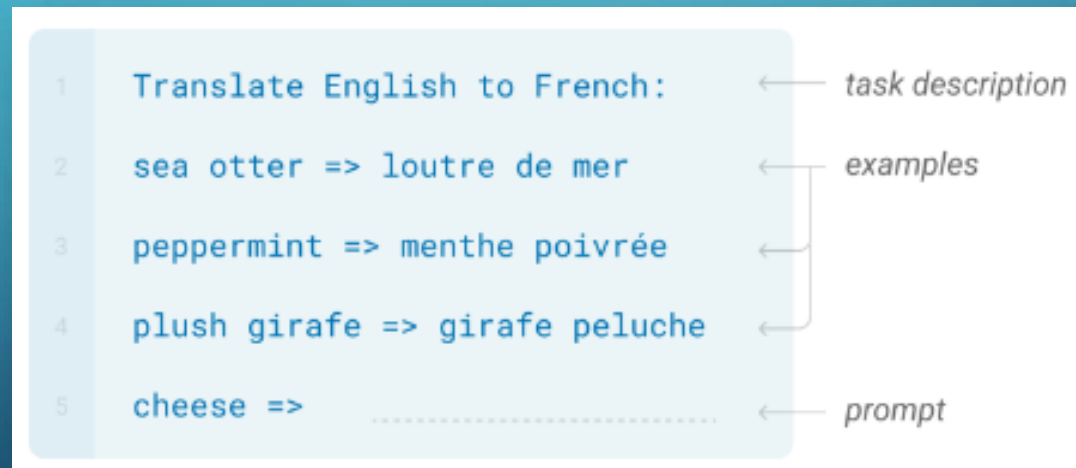 1 Translate English to French: task description
2 sea otter => loutre de mer examples
3 peppermint => menthe poivrée
4 plush girafe => girafe peluche
5 cheese => prompt